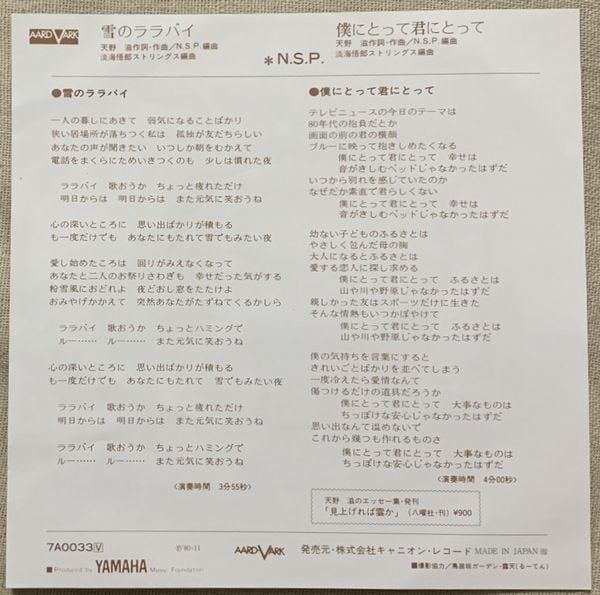 AARDVARK
雪のララバイ
天野 滋作詞・作曲／N.S.P.編曲
淡海悟郎ストリングス編曲
＊N.S.P.
僕にとって君にとって
天野 滋作詞・作曲／N.S.P.編曲
淡海悟郎ストリングス編曲
●雪のララバイ
一人の暮しにあきて 弱気になることばかり
狭い居場所が落ちつく私は 孤独が友だちらしい
あなたの声が聞きたい いつしか朝をむかえて
電話をまくらにためいきつくのも 少しは慣れた夜
ララバイ 歌おうか ちょっと疲れただけ
明日からは 明日からは また元気に笑おうね
心の深いところに 思い出ばかりが積もる
も一度だけでも あなたにもたれて雪でもみたい夜
愛し始めたころは 回りがみえなくなって
あなたと二人のお祭りさわぎも 幸せだった気がする
粉雪風におどれよ 夜どおし窓をたたけよ
おみやげかかえて 突然あなたがたずねてくるかしら
ララバイ 歌おうか ちょっとハミングで
ルー…… ルー…… また元気に笑おうね
心の深いところに 思い出ばかりが積もる
も一度だけでも あなたにもたれて 雪でもみたい夜
ララバイ 歌おうか ちょっと疲れただけ
明日からは 明日からは また元気に笑おうね
ララバイ 歌おうか ちょっとハミングで
ルー…… ルー…… また元気に笑おうね
〈演奏時間 3分55秒〉
●僕にとって君にとって
テレビニュースの今日のテーマは
80年代の抱負だとか
画面の前の君の横顔
ブルーに映って抱きしめたくなる
僕にとって君にとって 幸せは
音がきしむベッドじゃなかったはずだ
いつから別れを感じていたのか
なぜだか素直で君らしくない
僕にとって君にとって 幸せは
音がきしむベッドじゃなかったはずだ
幼ない子どものふるさとは
やさしく包んだ母の胸
大人になるとふるさとは
愛する恋人に探し求める
僕にとって君にとって ふるさとは
山や川や野原じゃなかったはずだ
親しかった友はスポーツだけに生きた
そんな情熱もいつかぼやけて
僕にとって君にとって ふるさとは
山や川や野原じゃなかったはずだ
僕の気持ちを言葉にすると
きれいごとばかりを並べてしまう
一度冷えたら愛情なんて
傷つけるだけの道具だろうか
僕にとって君にとって 大事なものは
ちっぽけな安心じゃなかったはずだ
思い出なんて温めないで
これから幾つも作れるものさ
僕にとって君にとって 大事なものは
ちっぽけな安心じゃなかったはずだ
〈演奏時間 4分00秒〉
天野 滋のエッセー集・発刊
「見上げれば雲か」（八曜社・刊）¥900
7A0033Ⓥ
Ⓟ'80・11
AARDVARK
発売元・株式会社キャニオン・レコード MADE IN JAPAN
■Produced by YAMAHA Music Foundation
■撮影協力／鳥居坂ガーデン・露天(るーてん)